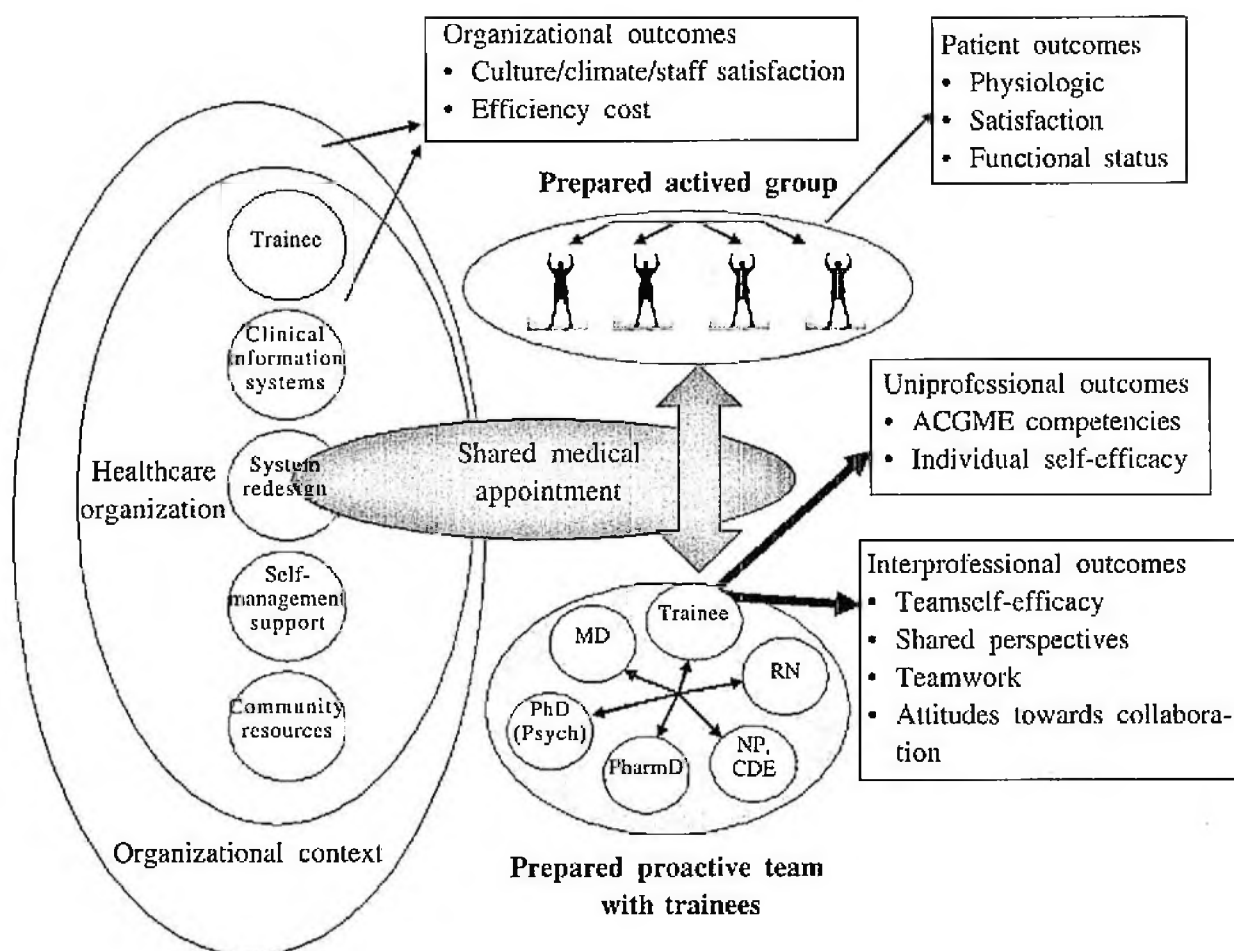 Organizational outcomes
• Culture/climate/staff satisfaction
• Efficiency cost
Patient outcomes
• Physiologic
• Satisfaction
• Functional status
Prepared actived group
Trainee
Clinical
information
systems
System
redesign
Self-
management
support
Community
resources
Healthcare
organization
Organizational context
Shared medical
appointment
Uniprofessional outcomes
• ACGME competencies
• Individual self-efficacy
Interprofessional outcomes
• Teamself-efficacy
• Shared perspectives
• Teamwork
• Attitudes towards collabora-
tion
Trainee
MD
RN
PhD
(Psych)
PharmD
NP,
CDE
Prepared proactive team
with trainees